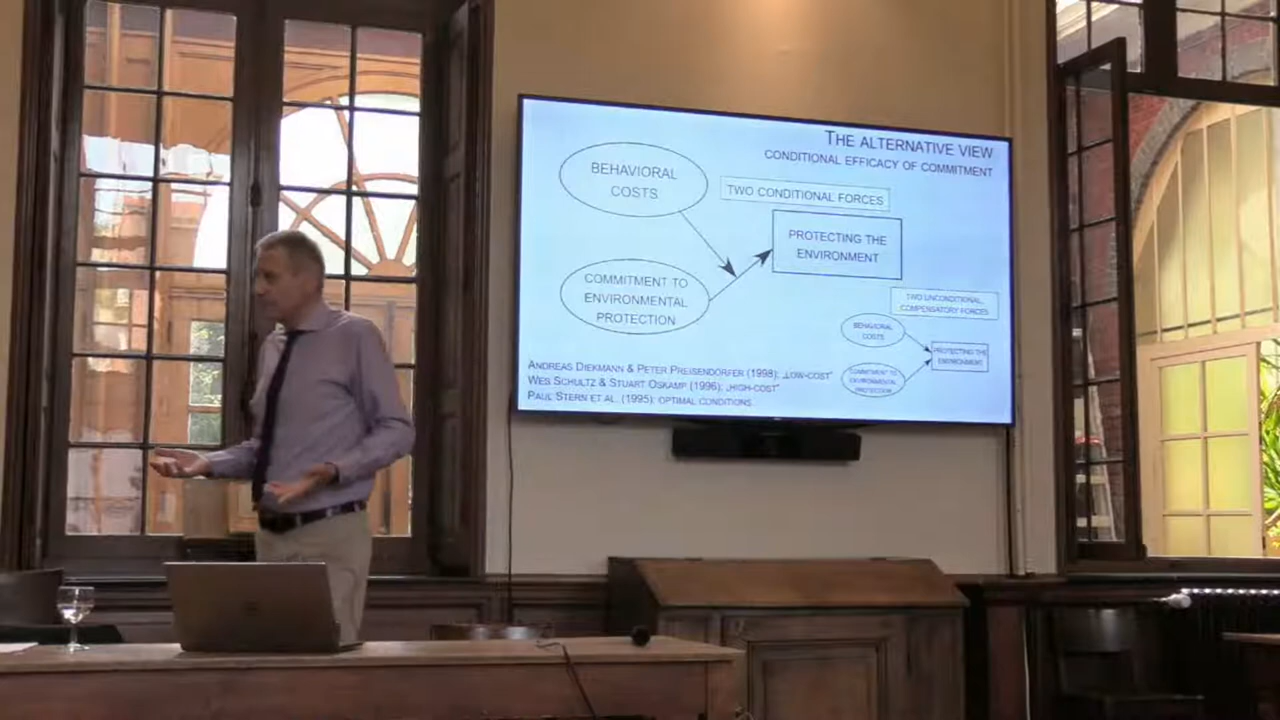 THE ALTERNATIVE VIEW
CONDITIONAL EFFICACY OF COMMITMENT
BEHAVIORAL
COSTS
TWO CONDITIONAL FORCES
PROTECTING THE
ENVIRONMENT
COMMITMENT TO
ENVIRONMENTAL
PROTECTION
TWO UNCONDITIONAL,
COMPENSATORY FORCES
BEHAVIORAL
COSTS
PROTECTING THE
ENVIRONMENT
COMMITMENT TO
ENVIRONMENTAL
PROTECTION
ANDREAS DIEKMANN & PETER PREISENDORFER (1998): „LOW-COST“
WES SCHULTZ & STUART OSKAMP (1996): „HIGH-COST“
PAUL STERN ET AL. (1995): OPTIMAL CONDITIONS